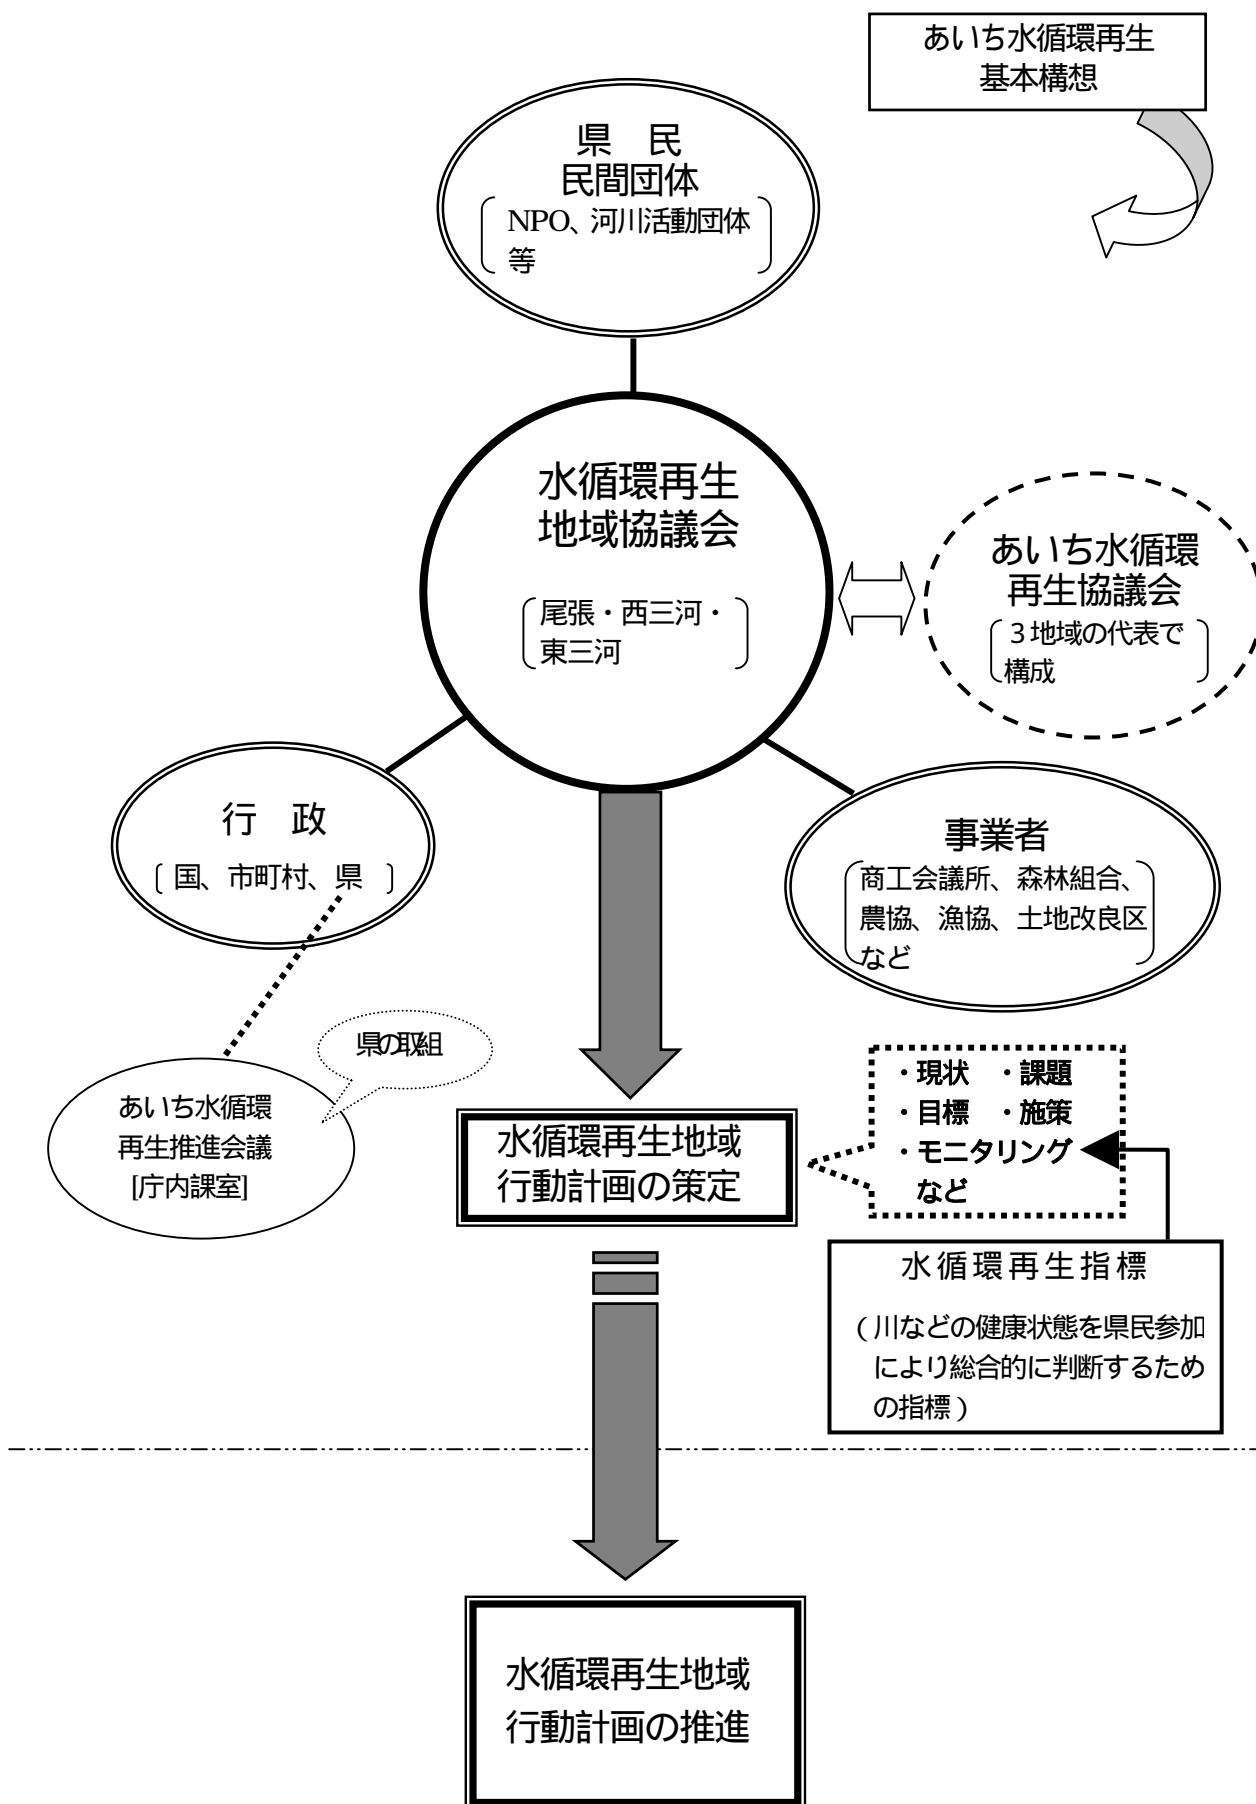 あいち水循環再生
基本構想
県　民
民間団体
NPO、河川活動団体
等
水循環再生
地域協議会
尾張・西三河・
東三河
あいち水循環
再生協議会
３地域の代表で
構成
行　政
〔 国、市町村、県 〕
事業者
商工会議所、森林組合、
農協、漁協、土地改良区
など
県の取組
あいち水循環
再生推進会議
[庁内課室]
水循環再生地域
行動計画の策定
・現状　・課題
・目標　・施策
・モニタリング
など
水循環再生指標
（川などの健康状態を県民参加
により総合的に判断するため
の指標）
水循環再生地域
行動計画の推進